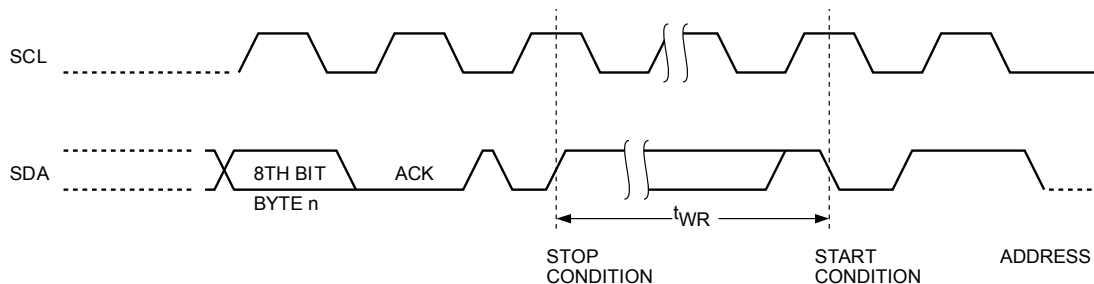 SCL
SDA
8TH BIT
ACK
BYTE n
tWR
STOP
CONDITION
START
CONDITION
ADDRESS